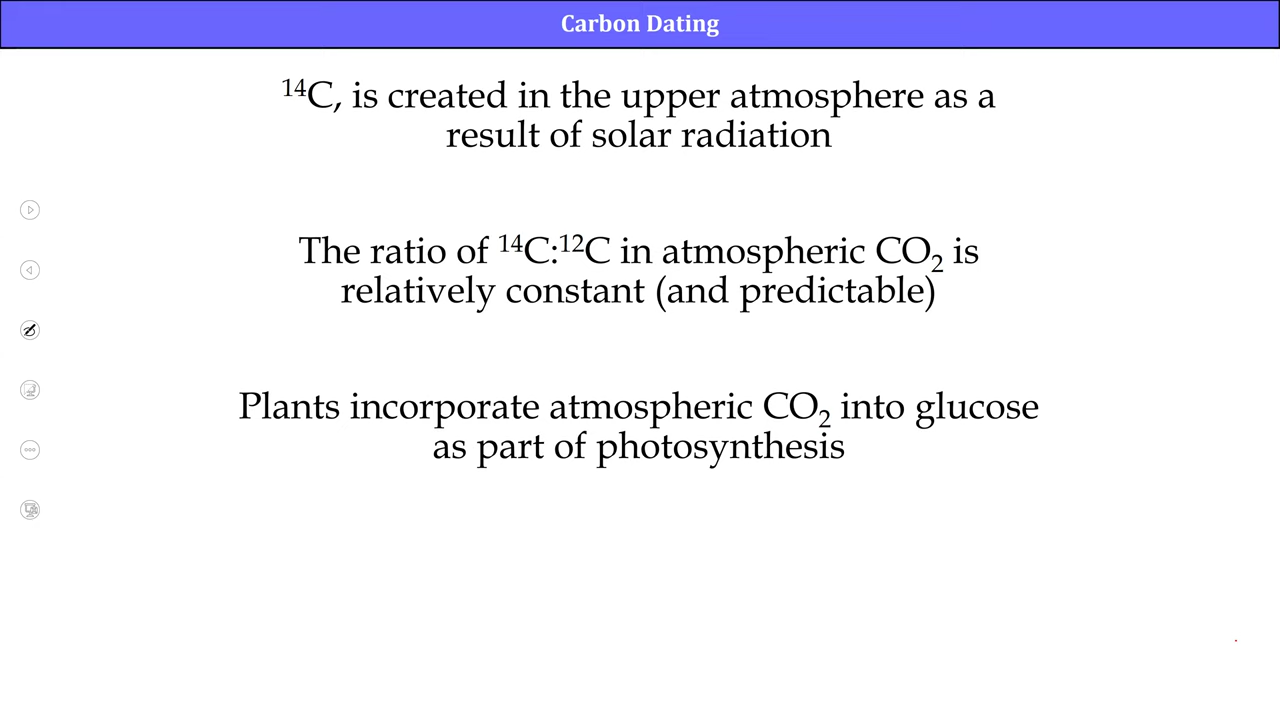 Carbon Dating
¹⁴C, is created in the upper atmosphere as a
result of solar radiation
The ratio of ¹⁴C:¹²C in atmospheric CO₂ is
relatively constant (and predictable)
Plants incorporate atmospheric CO₂ into glucose
as part of photosynthesis